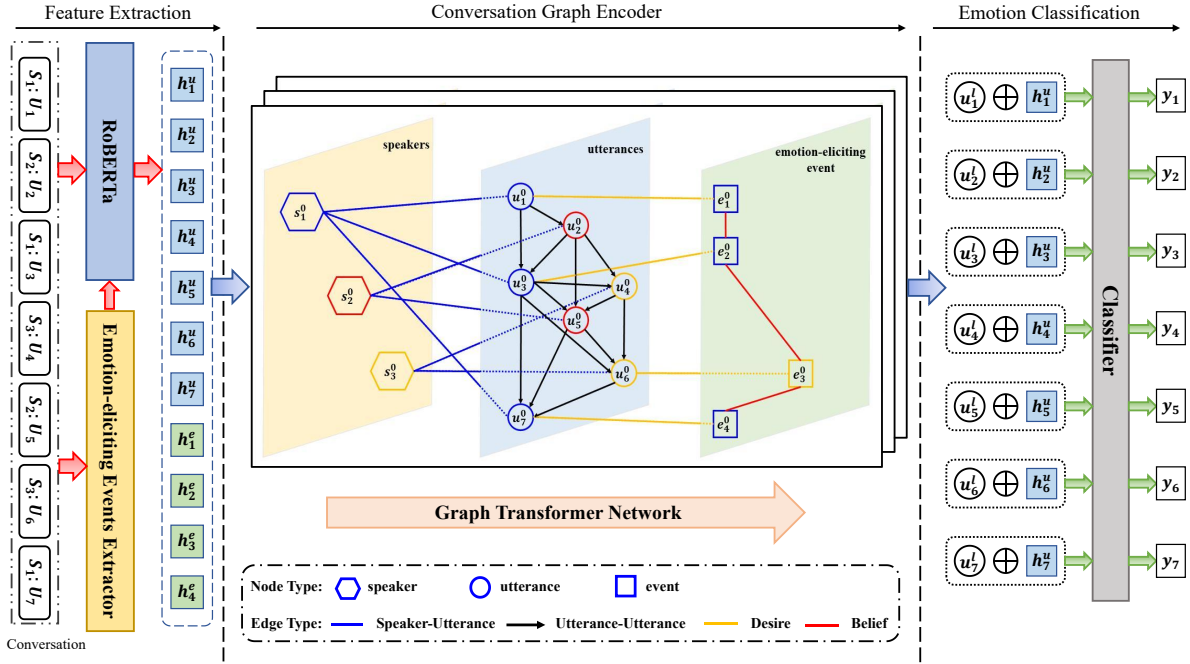 Feature Extraction
Conversation Graph Encoder
Emotion Classification
S₁: U₁
S₂: U₂
S₁: U₃
S₃: U₄
S₂: U₅
S₃: U₆
S₁: U₇
Conversation
RoBERTa
Emotion-eliciting Events Extractor
h₁ᵘ
h₂ᵘ
h₃ᵘ
h₄ᵘ
h₅ᵘ
h₆ᵘ
h₇ᵘ
h₁ᵉ
h₂ᵉ
h₃ᵉ
h₄ᵉ
speakers
s₁⁰
s₂⁰
s₃⁰
utterances
u₁⁰
u₂⁰
u₃⁰
u₄⁰
u₅⁰
u₆⁰
u₇⁰
emotion-eliciting
event
e₁⁰
e₂⁰
e₃⁰
e₄⁰
Graph Transformer Network
Node Type: speaker utterance event
Edge Type: Speaker-Utterance Utterance-Utterance Desire Belief
u₁ˡ ⊕ h₁ᵘ
u₂ˡ ⊕ h₂ᵘ
u₃ˡ ⊕ h₃ᵘ
u₄ˡ ⊕ h₄ᵘ
u₅ˡ ⊕ h₅ᵘ
u₆ˡ ⊕ h₆ᵘ
u₇ˡ ⊕ h₇ᵘ
Classifier
y₁
y₂
y₃
y₄
y₅
y₆
y₇